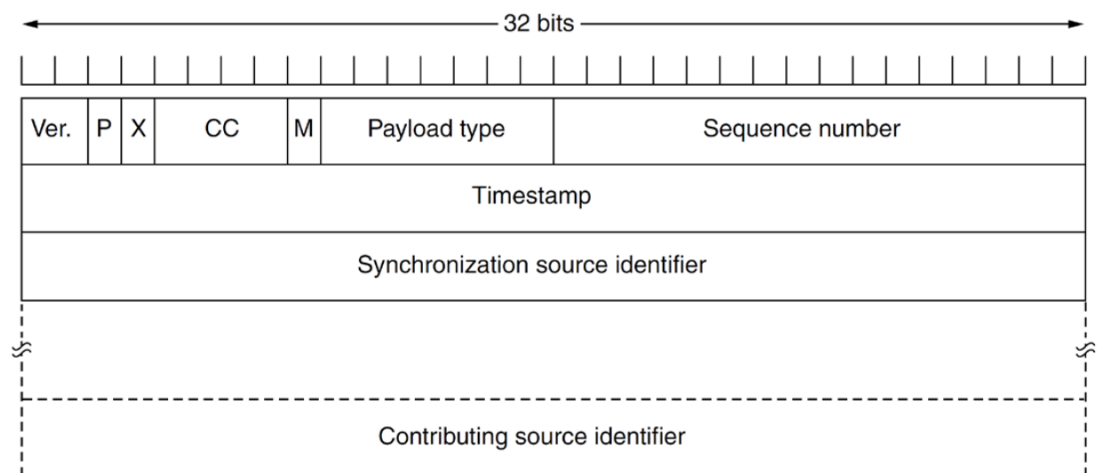 32 bits
Ver. P X CC M Payload type Sequence number
Timestamp
Synchronization source identifier
Contributing source identifier